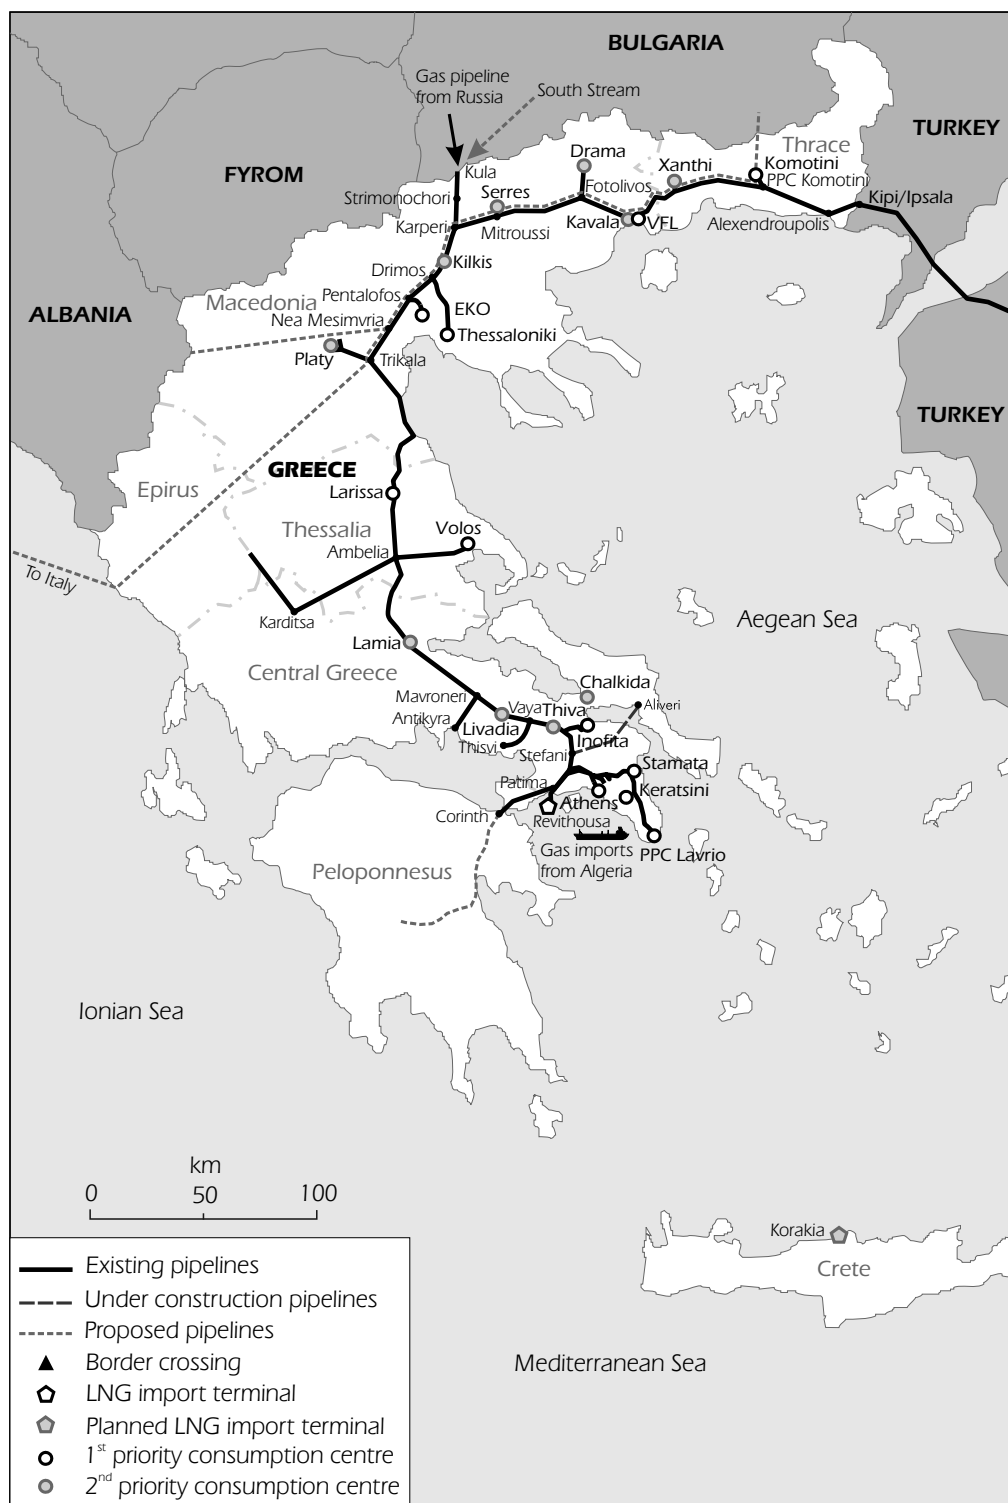 BULGARIA
Gas pipeline
from Russia
South Stream
TURKEY
Thrace
FYROM
Kula
Drama
Xanthi
Komotini
PPC Komotini
Strimonochori
Serres
Fotolivos
Kipi/Ipsala
Karperi
Mitroussi
Kavala
VFL
Alexendroupolis
Kilkis
Drimos
Macedonia
Pentalofos
ALBANIA
EKO
Nea Mesimvria
Thessaloniki
Platy
Trikala
TURKEY
GREECE
Epirus
Larissa
Thessalia
Volos
Ambelia
To Italy
Karditsa
Aegean Sea
Lamia
Central Greece
Chalkida
Mavroneri
Aliveri
Antikyra
Vaya
Thiva
Livadia
Thisvi
Inofita
Stefani
Stamata
Patima
Keratsini
Athens
Corinth
Revithousa
Gas imports
from Algeria
PPC Lavrio
Peloponnesus
Ionian Sea
km
0 50 100
Korakia
Crete
Mediterranean Sea
Existing pipelines
Under construction pipelines
Proposed pipelines
Border crossing
LNG import terminal
Planned LNG import terminal
1st priority consumption centre
2nd priority consumption centre